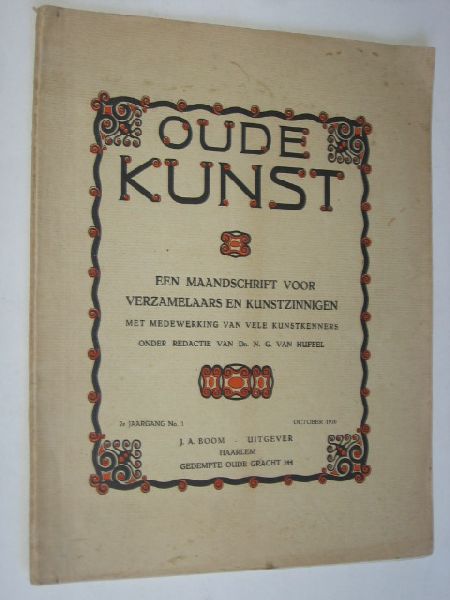 OUDE
KUNST
EEN MAANDSCHRIFT VOOR
VERZAMELAARS EN KUNSTZINNIGEN
MET MEDEWERKING VAN VELE KUNSTKENNERS
ONDER REDACTIE VAN DR. N. G. VAN HUFFEL
2e JAARGANG No. 1 OCTOBER
J. A. BOOM - UITGEVER
HAARLEM
GEDEMPTE OUDE GRACHT